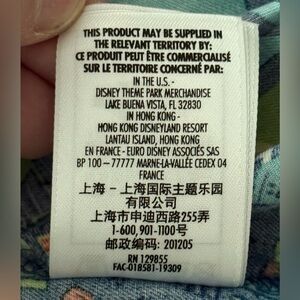 THIS PRODUCT MAY BE SUPPLIED IN
THE RELEVANT TERRITORY BY:
CE PRODUIT PEUT ÊTRE COMMERCIALISÉ
SUR LE TERRITOIRE CONCERNÉ PAR:
IN THE U.S. -
DISNEY THEME PARK MERCHANDISE
LAKE BUENA VISTA, FL 32830
IN HONG KONG -
HONG KONG DISNEYLAND RESORT
LANTAU ISLAND, HONG KONG
EN FRANCE - EURO DISNEY ASSOCIÉS SAS
BP 100 – 77777 MARNE-LA-VALLÉE CEDEX 04
FRANCE
上海 – 上海国际主题乐园
有限公司
上海市申迪西路255弄
1-600,901-1100号
邮政编码: 201205
RN 129855
FAC-018581-19309